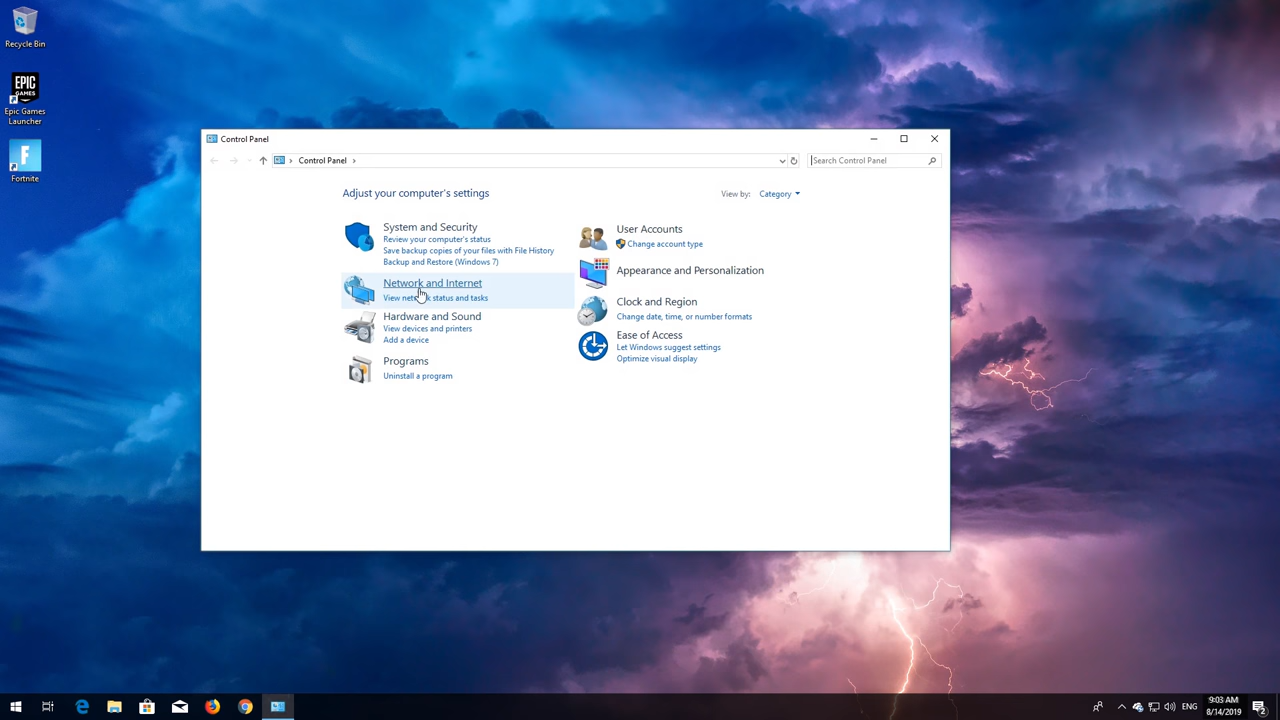 Recycle Bin
EPIC
GAMES
Epic Games
Launcher
F
Fortnite
Control Panel
Control Panel
Search Control Panel
Adjust your computer's settings
View by: Category
System and Security
Review your computer's status
Save backup copies of your files with File History
Backup and Restore (Windows 7)
Network and Internet
View network status and tasks
Hardware and Sound
View devices and printers
Add a device
Programs
Uninstall a program
User Accounts
Change account type
Appearance and Personalization
Clock and Region
Change date, time, or number formats
Ease of Access
Let Windows suggest settings
Optimize visual display
ENG
9:03 AM
8/14/2019
2